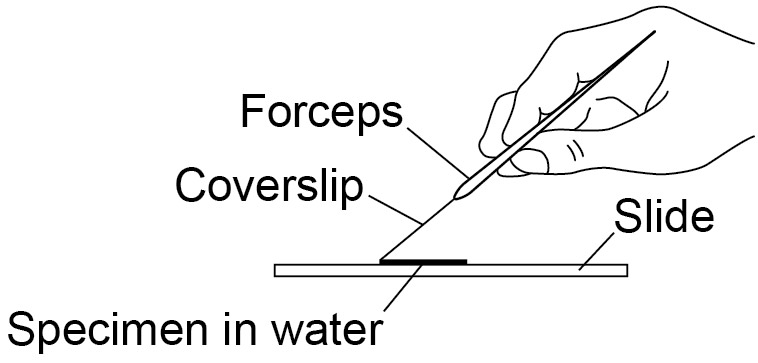 Forceps
Coverslip
Slide
Specimen in water